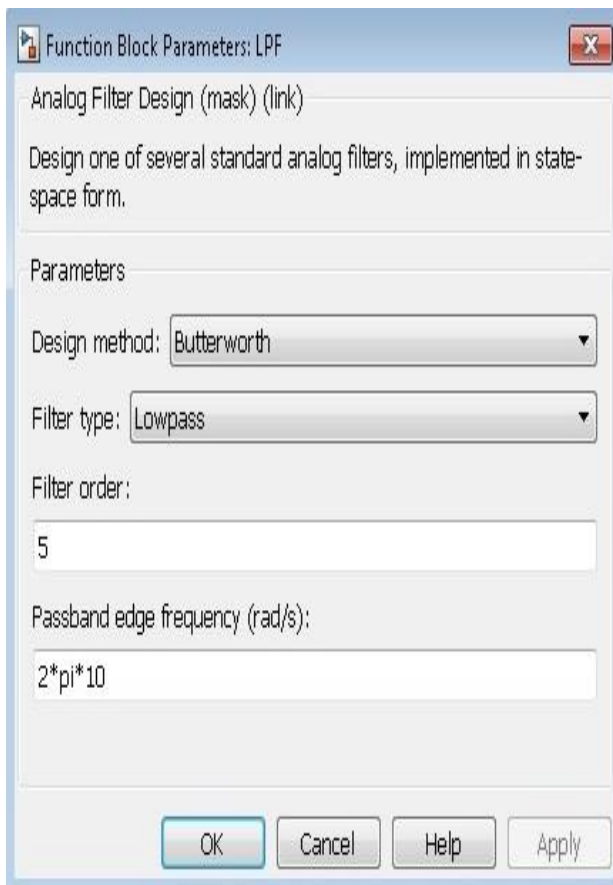 Function Block Parameters: LPF
Analog Filter Design (mask) (link)
Design one of several standard analog filters, implemented in state-
space form.
Parameters
Design method: Butterworth
Filter type: Lowpass
Filter order:
5
Passband edge frequency (rad/s):
2*pi*10
OK Cancel Help Apply